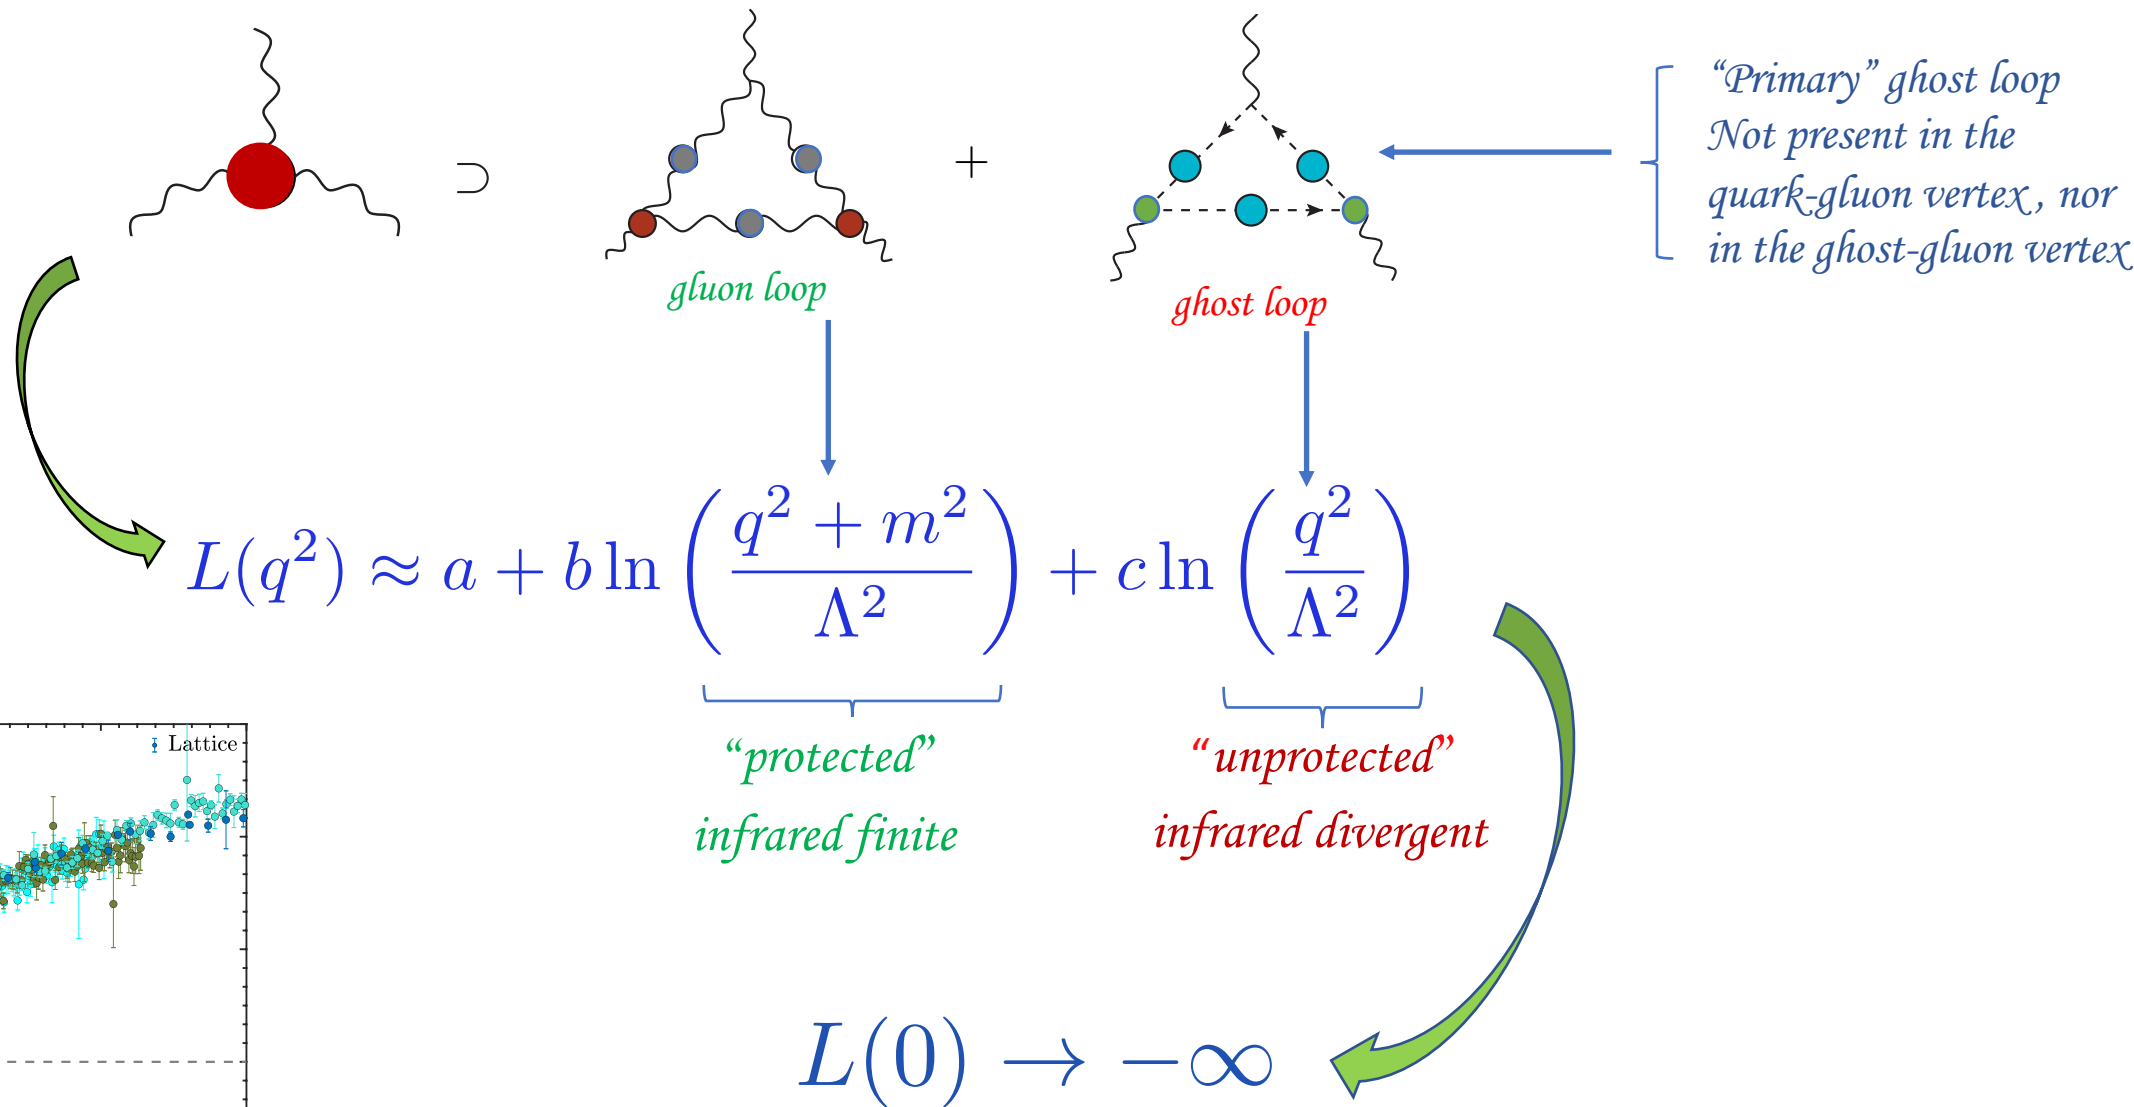 ⊃
+
“Primary” ghost loop
Not present in the
quark-gluon vertex, nor
in the ghost-gluon vertex
gluon loop
ghost loop
L(q²) ≈ a + b ln ( (q² + m²) / Λ² ) + c ln ( q² / Λ² )
“protected”
infrared finite
“unprotected”
infrared divergent
Lattice
L(0) → −∞